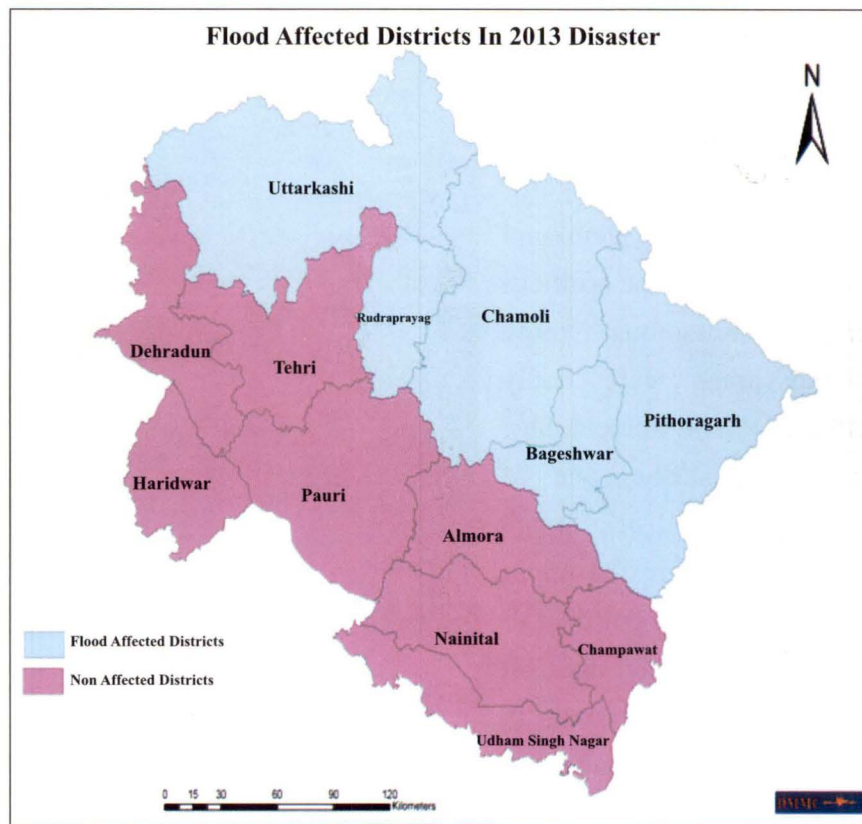 Flood Affected Districts In 2013 Disaster
N
Uttarkashi
Rudraprayag
Chamoli
Dehradun
Tehri
Pithoragarh
Bageshwar
Haridwar
Pauri
Almora
Flood Affected Districts
Nainital
Champawat
Non Affected Districts
Udham Singh Nagar
0 15 30 60 90 120
Kilometers
DMMC